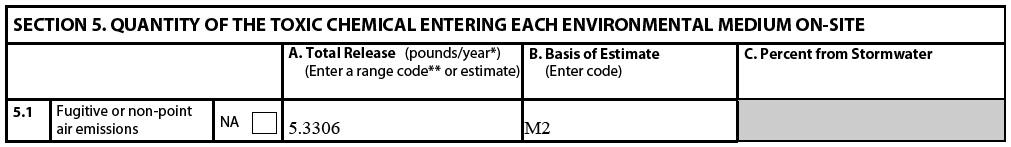 SECTION 5. QUANTITY OF THE TOXIC CHEMICAL ENTERING EACH ENVIRONMENTAL MEDIUM ON-SITE
A. Total Release (pounds/year*)
(Enter a range code** or estimate)
B. Basis of Estimate
(Enter code)
C. Percent from Stormwater
5.1
Fugitive or non-point
air emissions
NA
5.3306
M2